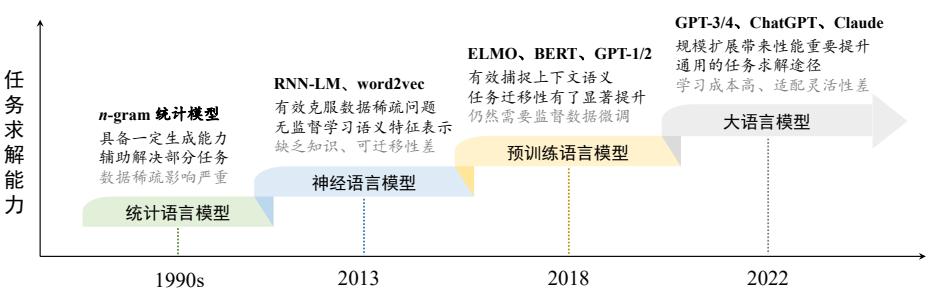 任务求解能力
n-gram 统计模型
具备一定生成能力
辅助解决部分任务
数据稀疏影响严重
统计语言模型
1990s
RNN-LM、word2vec
有效克服数据稀疏问题
无监督学习语义特征表示
缺乏知识、可迁移性差
神经语言模型
2013
ELMO、BERT、GPT-1/2
有效捕捉上下文语义
任务迁移性有了显著提升
仍然需要监督数据微调
预训练语言模型
2018
GPT-3/4、ChatGPT、Claude
规模扩展带来性能重要提升
通用的任务求解途径
学习成本高、适配灵活性差
大语言模型
2022